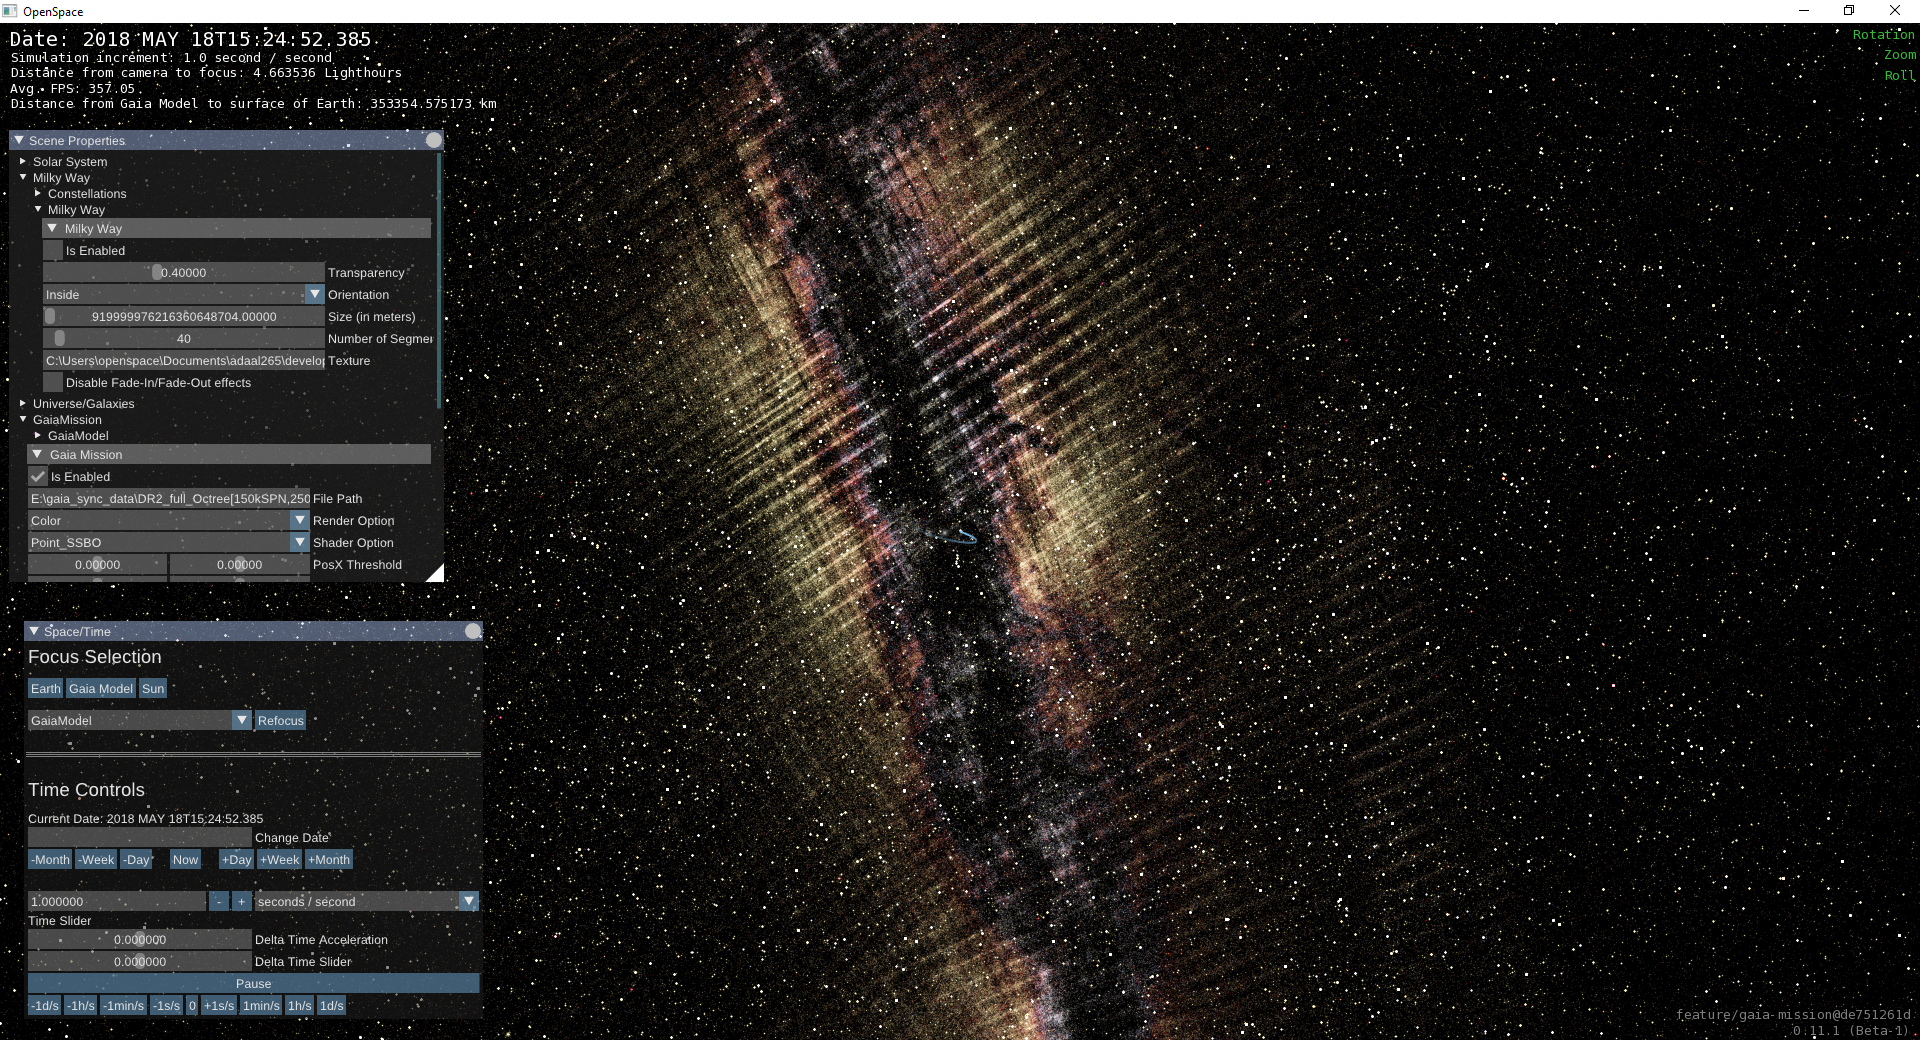 OpenSpace
Date: 2018 MAY 18T15:24:52.385
Simulation increment: 1.0 second / second
Distance from camera to focus: 4.663536 Lighthours
Avg. FPS: 357.05
Distance from Gaia Model to surface of Earth: 353354.575173 km
Rotation
Zoom
Roll
Scene Properties
Solar System
Milky Way
Constellations
Milky Way
Milky Way
Is Enabled
0.40000 Transparency
Inside Orientation
919999976216360648704.00000 Size (in meters)
40 Number of Segmen
C:\Users\openspace\Documents\adaal265\develop Texture
Disable Fade-In/Fade-Out effects
Universe/Galaxies
GaiaMission
GaiaModel
Gaia Mission
Is Enabled
E:\gaia_sync_data\DR2_full_Octree[150kSPN,250 File Path
Color Render Option
Point_SSBO Shader Option
0.00000 0.00000 PosX Threshold
Space/Time
Focus Selection
Earth Gaia Model Sun
GaiaModel Refocus
Time Controls
Current Date: 2018 MAY 18T15:24:52.385
Change Date
-Month -Week -Day Now +Day +Week +Month
1.000000 - + seconds / second
Time Slider
0.000000 Delta Time Acceleration
0.000000 Delta Time Slider
Pause
-1d/s -1h/s -1min/s -1s/s 0 +1s/s 1min/s 1h/s 1d/s
feature/gaia-mission@de751261d
0.11.1 (Beta-1)